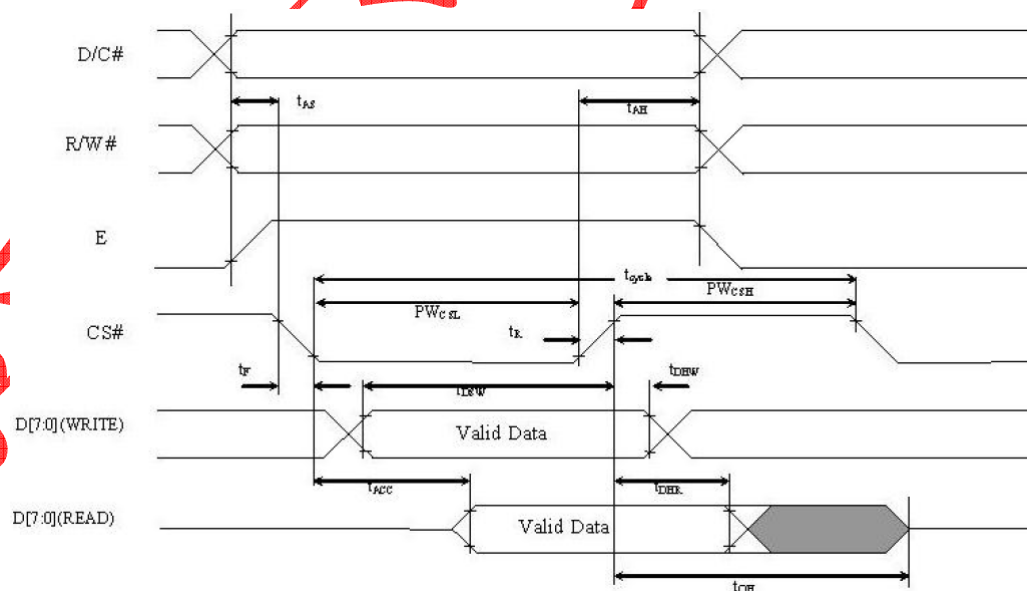 D/C#
tAS
tAH
R/W#
E
tcycle
PWCSL
PWCSH
CS#
tR
tF
tDSW
tDHW
D[7:0](WRITE)
Valid Data
tACC
tDHR
D[7:0](READ)
Valid Data
tOH